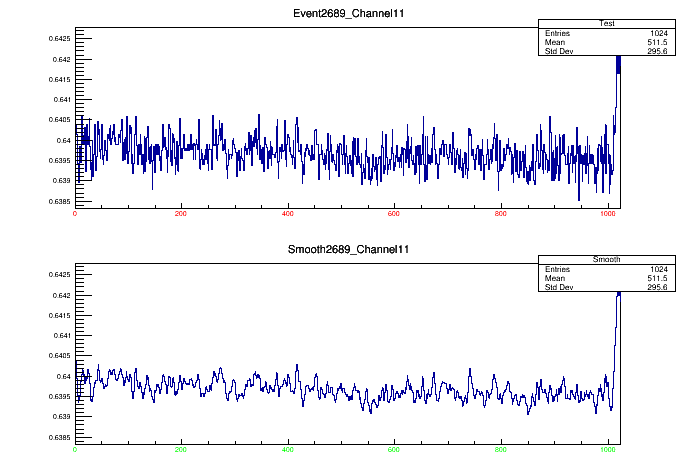 Event2689_Channel11
Test
Entries 1024
Mean 511.5
Std Dev 295.6
0.6425
0.642
0.6415
0.641
0.6405
0.64
0.6395
0.639
0.6385
0 200 400 600 800 1000
Smooth2689_Channel11
Smooth
Entries 1024
Mean 511.5
Std Dev 295.6
0.6425
0.642
0.6415
0.641
0.6405
0.64
0.6395
0.639
0.6385
0 200 400 600 800 1000